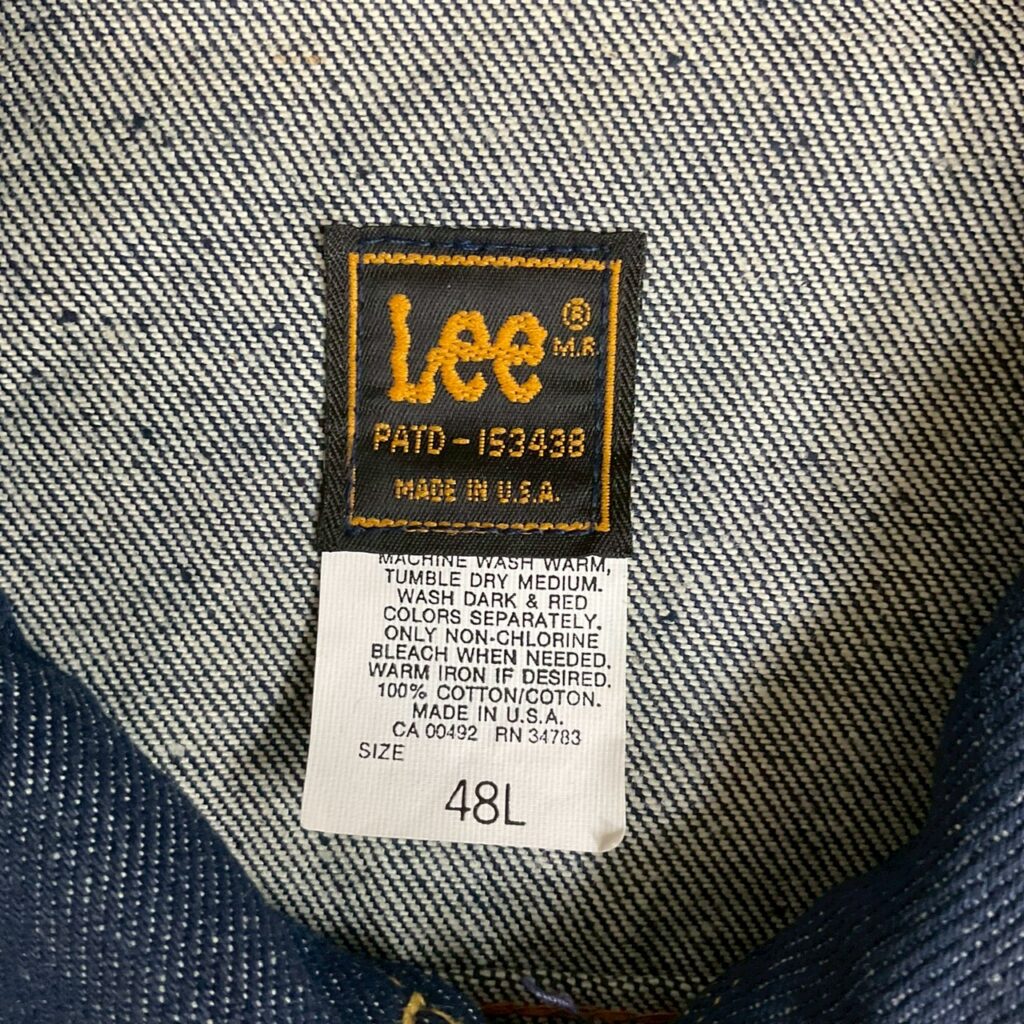 Lee ®
M.R.
PATD-153438
MADE IN U.S.A.
MACHINE WASH WARM,
TUMBLE DRY MEDIUM.
WASH DARK & RED
COLORS SEPARATELY.
ONLY NON-CHLORINE
BLEACH WHEN NEEDED.
WARM IRON IF DESIRED.
100% COTTON/COTON.
MADE IN U.S.A.
CA 00492 RN 34783
SIZE
48L